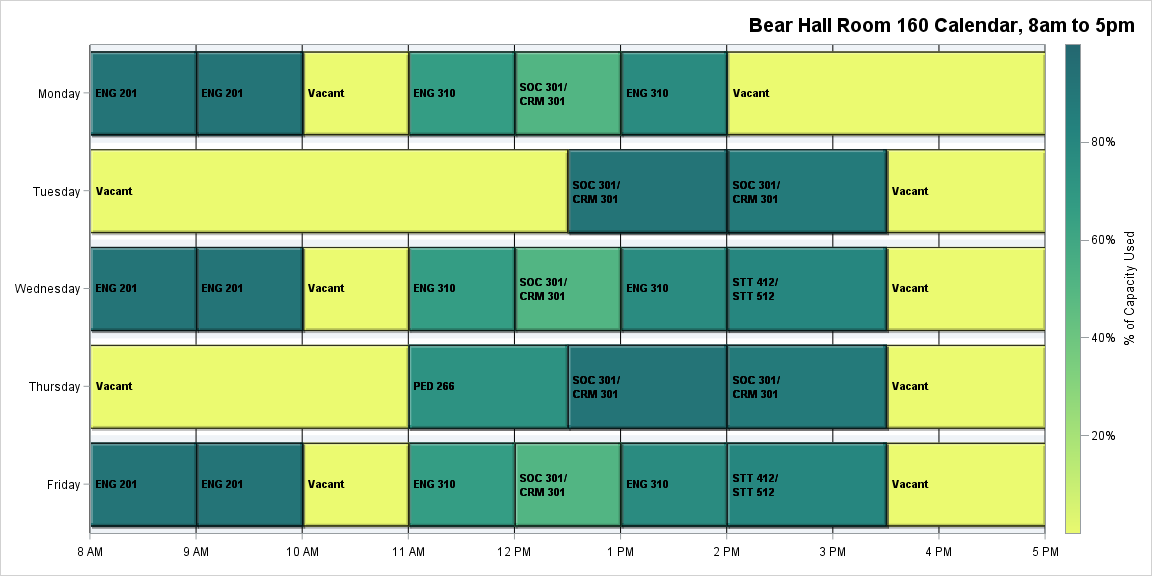 Bear Hall Room 160 Calendar, 8am to 5pm
Monday
ENG 201
ENG 201
Vacant
ENG 310
SOC 301/
CRM 301
ENG 310
Vacant
Tuesday
Vacant
SOC 301/
CRM 301
SOC 301/
CRM 301
Vacant
Wednesday
ENG 201
ENG 201
Vacant
ENG 310
SOC 301/
CRM 301
ENG 310
STT 412/
STT 512
Vacant
Thursday
Vacant
PED 266
SOC 301/
CRM 301
SOC 301/
CRM 301
Vacant
Friday
ENG 201
ENG 201
Vacant
ENG 310
SOC 301/
CRM 301
ENG 310
STT 412/
STT 512
Vacant
8 AM
9 AM
10 AM
11 AM
12 PM
1 PM
2 PM
3 PM
4 PM
5 PM
80%
60%
40%
20%
% of Capacity Used